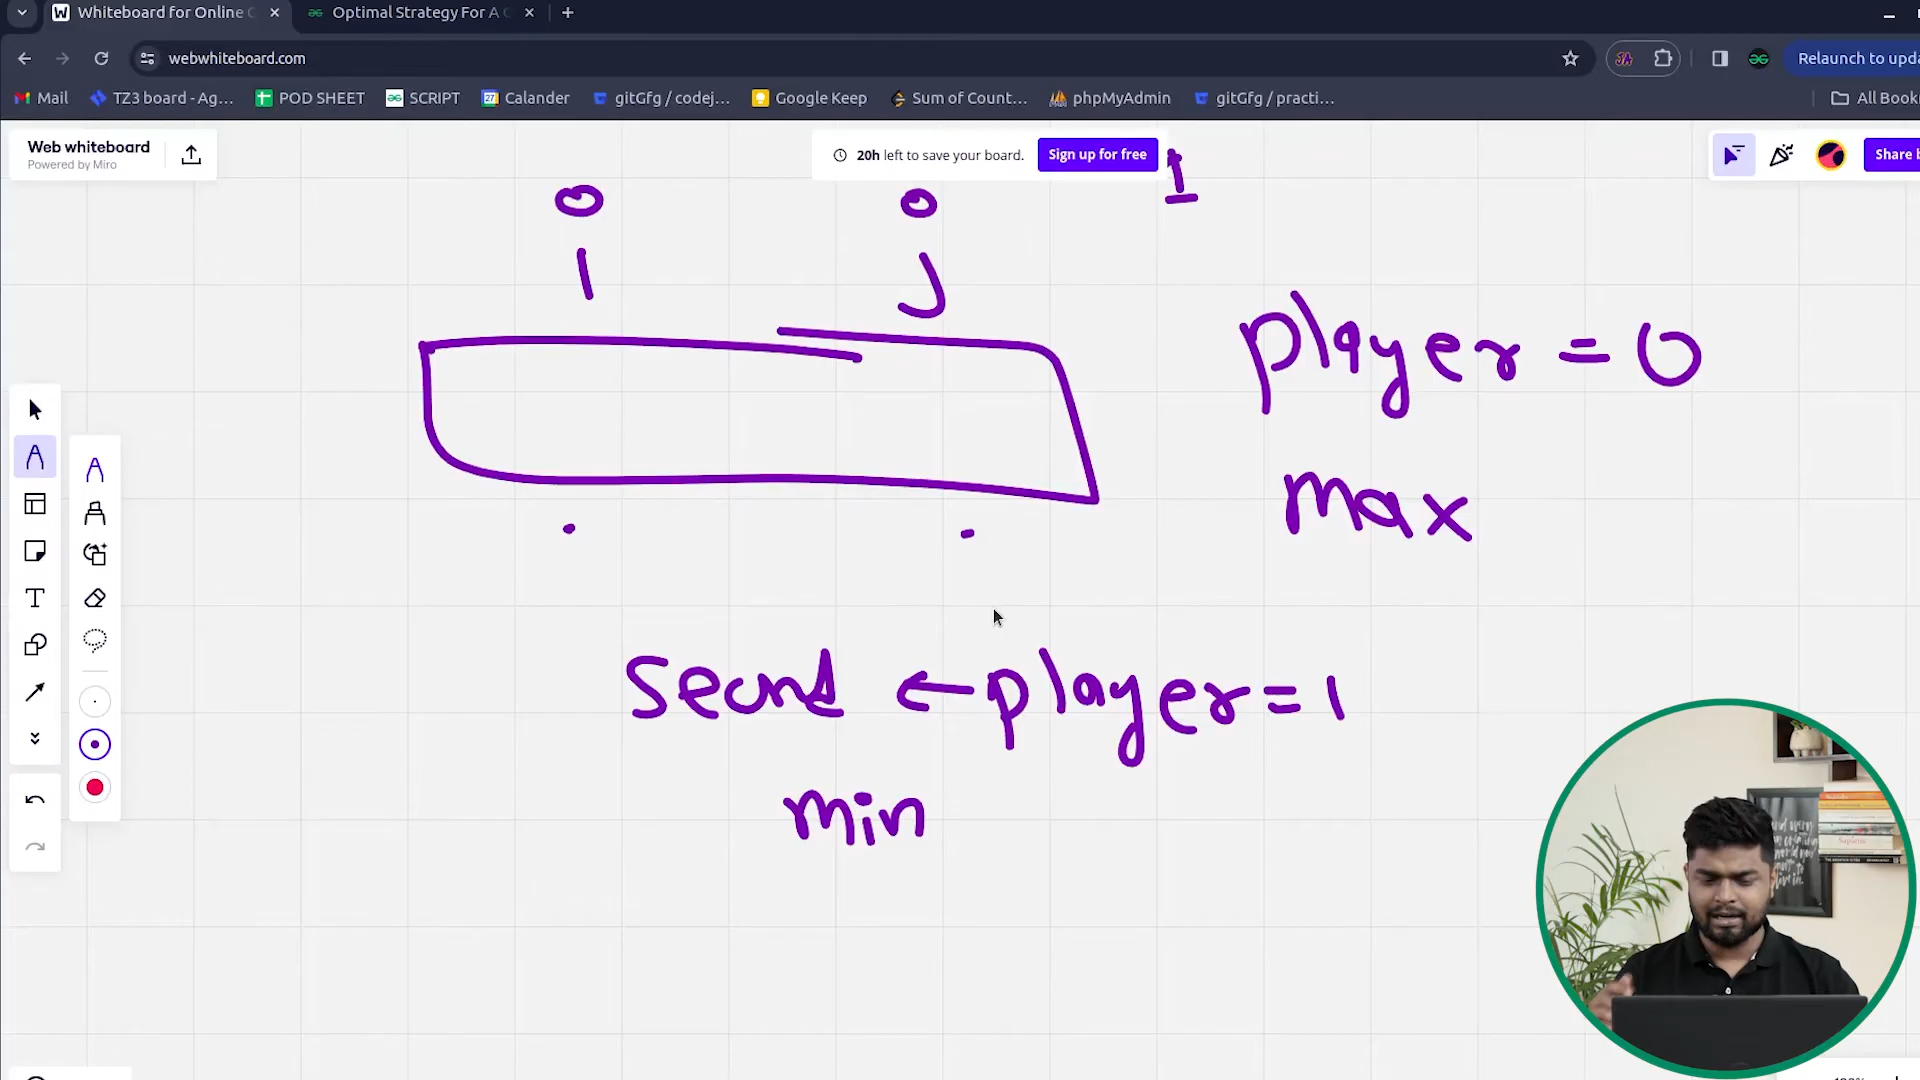 Whiteboard for Online C
Optimal Strategy For A G
webwhiteboard.com
Relaunch to upda
Mail
TZ3 board - Ag...
POD SHEET
SCRIPT
Calander
gitGfg / codej...
Google Keep
Sum of Count...
phpMyAdmin
gitGfg / practi...
All Book
Web whiteboard
Powered by Miro
20h left to save your board.
Sign up for free
Share b
0 0 1
I J
player = 0
max
second ← player = 1
min